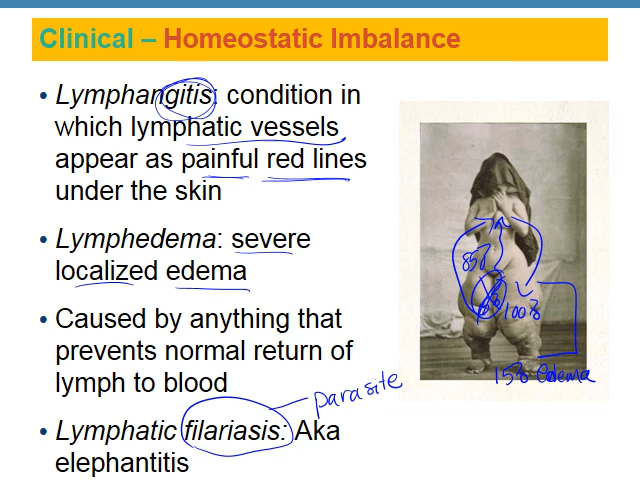 Clinical – Homeostatic Imbalance
• Lymphangitis: condition in
which lymphatic vessels
appear as painful red lines
under the skin
• Lymphedema: severe
localized edema
• Caused by anything that
prevents normal return of
lymph to blood
• Lymphatic filariasis: Aka
elephantitis
parasite
85%
100%
15% edema